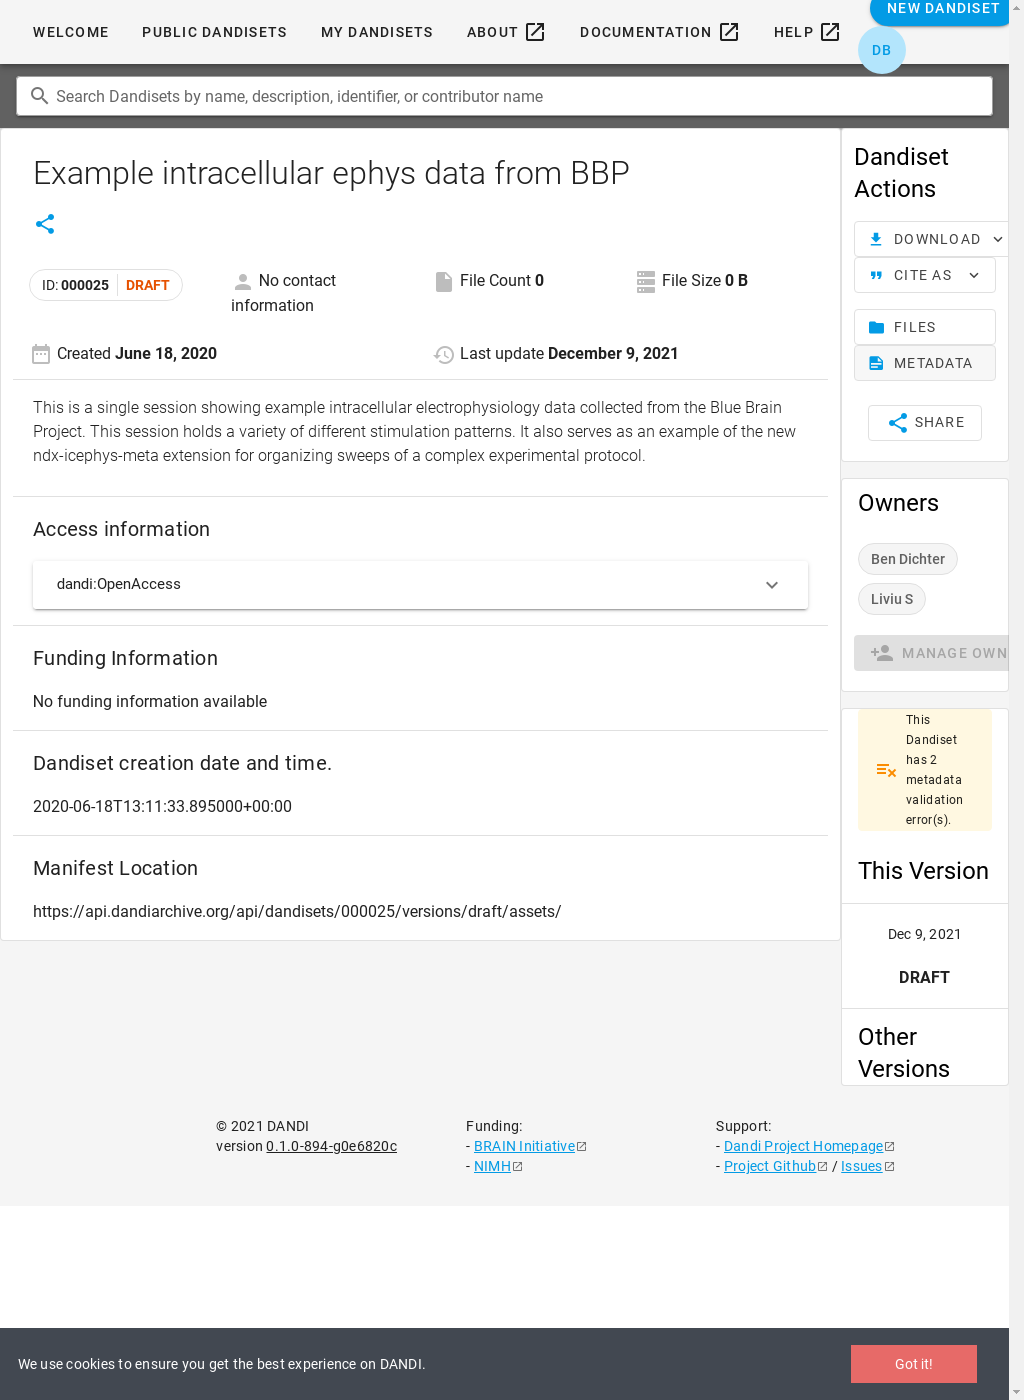 WELCOME PUBLIC DANDISETS MY DANDISETS ABOUT DOCUMENTATION HELP NEW DANDISET
DB
Search Dandisets by name, description, identifier, or contributor name
Example intracellular ephys data from BBP
ID: 000025 DRAFT
No contact
information
File Count 0
File Size 0 B
Created June 18, 2020
Last update December 9, 2021
This is a single session showing example intracellular electrophysiology data collected from the Blue Brain
Project. This session holds a variety of different stimulation patterns. It also serves as an example of the new
ndx-icephys-meta extension for organizing sweeps of a complex experimental protocol.
Access information
dandi:OpenAccess
Funding Information
No funding information available
Dandiset creation date and time.
2020-06-18T13:11:33.895000+00:00
Manifest Location
https://api.dandiarchive.org/api/dandisets/000025/versions/draft/assets/
Dandiset
Actions
DOWNLOAD
CITE AS
FILES
METADATA
SHARE
Owners
Ben Dichter
Liviu S
MANAGE OWN
This
Dandiset
has 2
metadata
validation
error(s).
This Version
Dec 9, 2021
DRAFT
Other
Versions
© 2021 DANDI
version 0.1.0-894-g0e6820c
Funding:
- BRAIN Initiative
- NIMH
Support:
- Dandi Project Homepage
- Project Github / Issues
We use cookies to ensure you get the best experience on DANDI.
Got it!